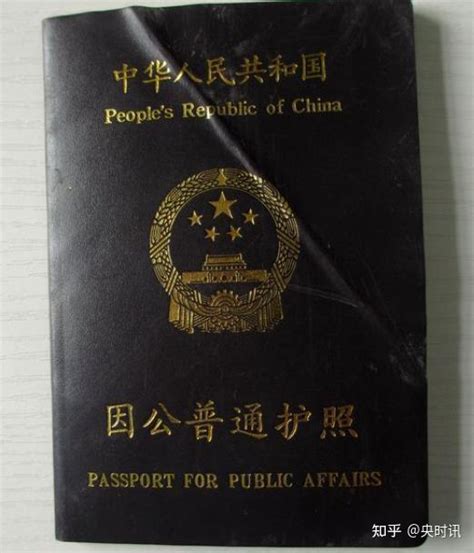 中华人民共和国
People's Republic of China
因公普通护照
PASSPORT FOR PUBLIC AFFAIRS
知乎 @央时讯